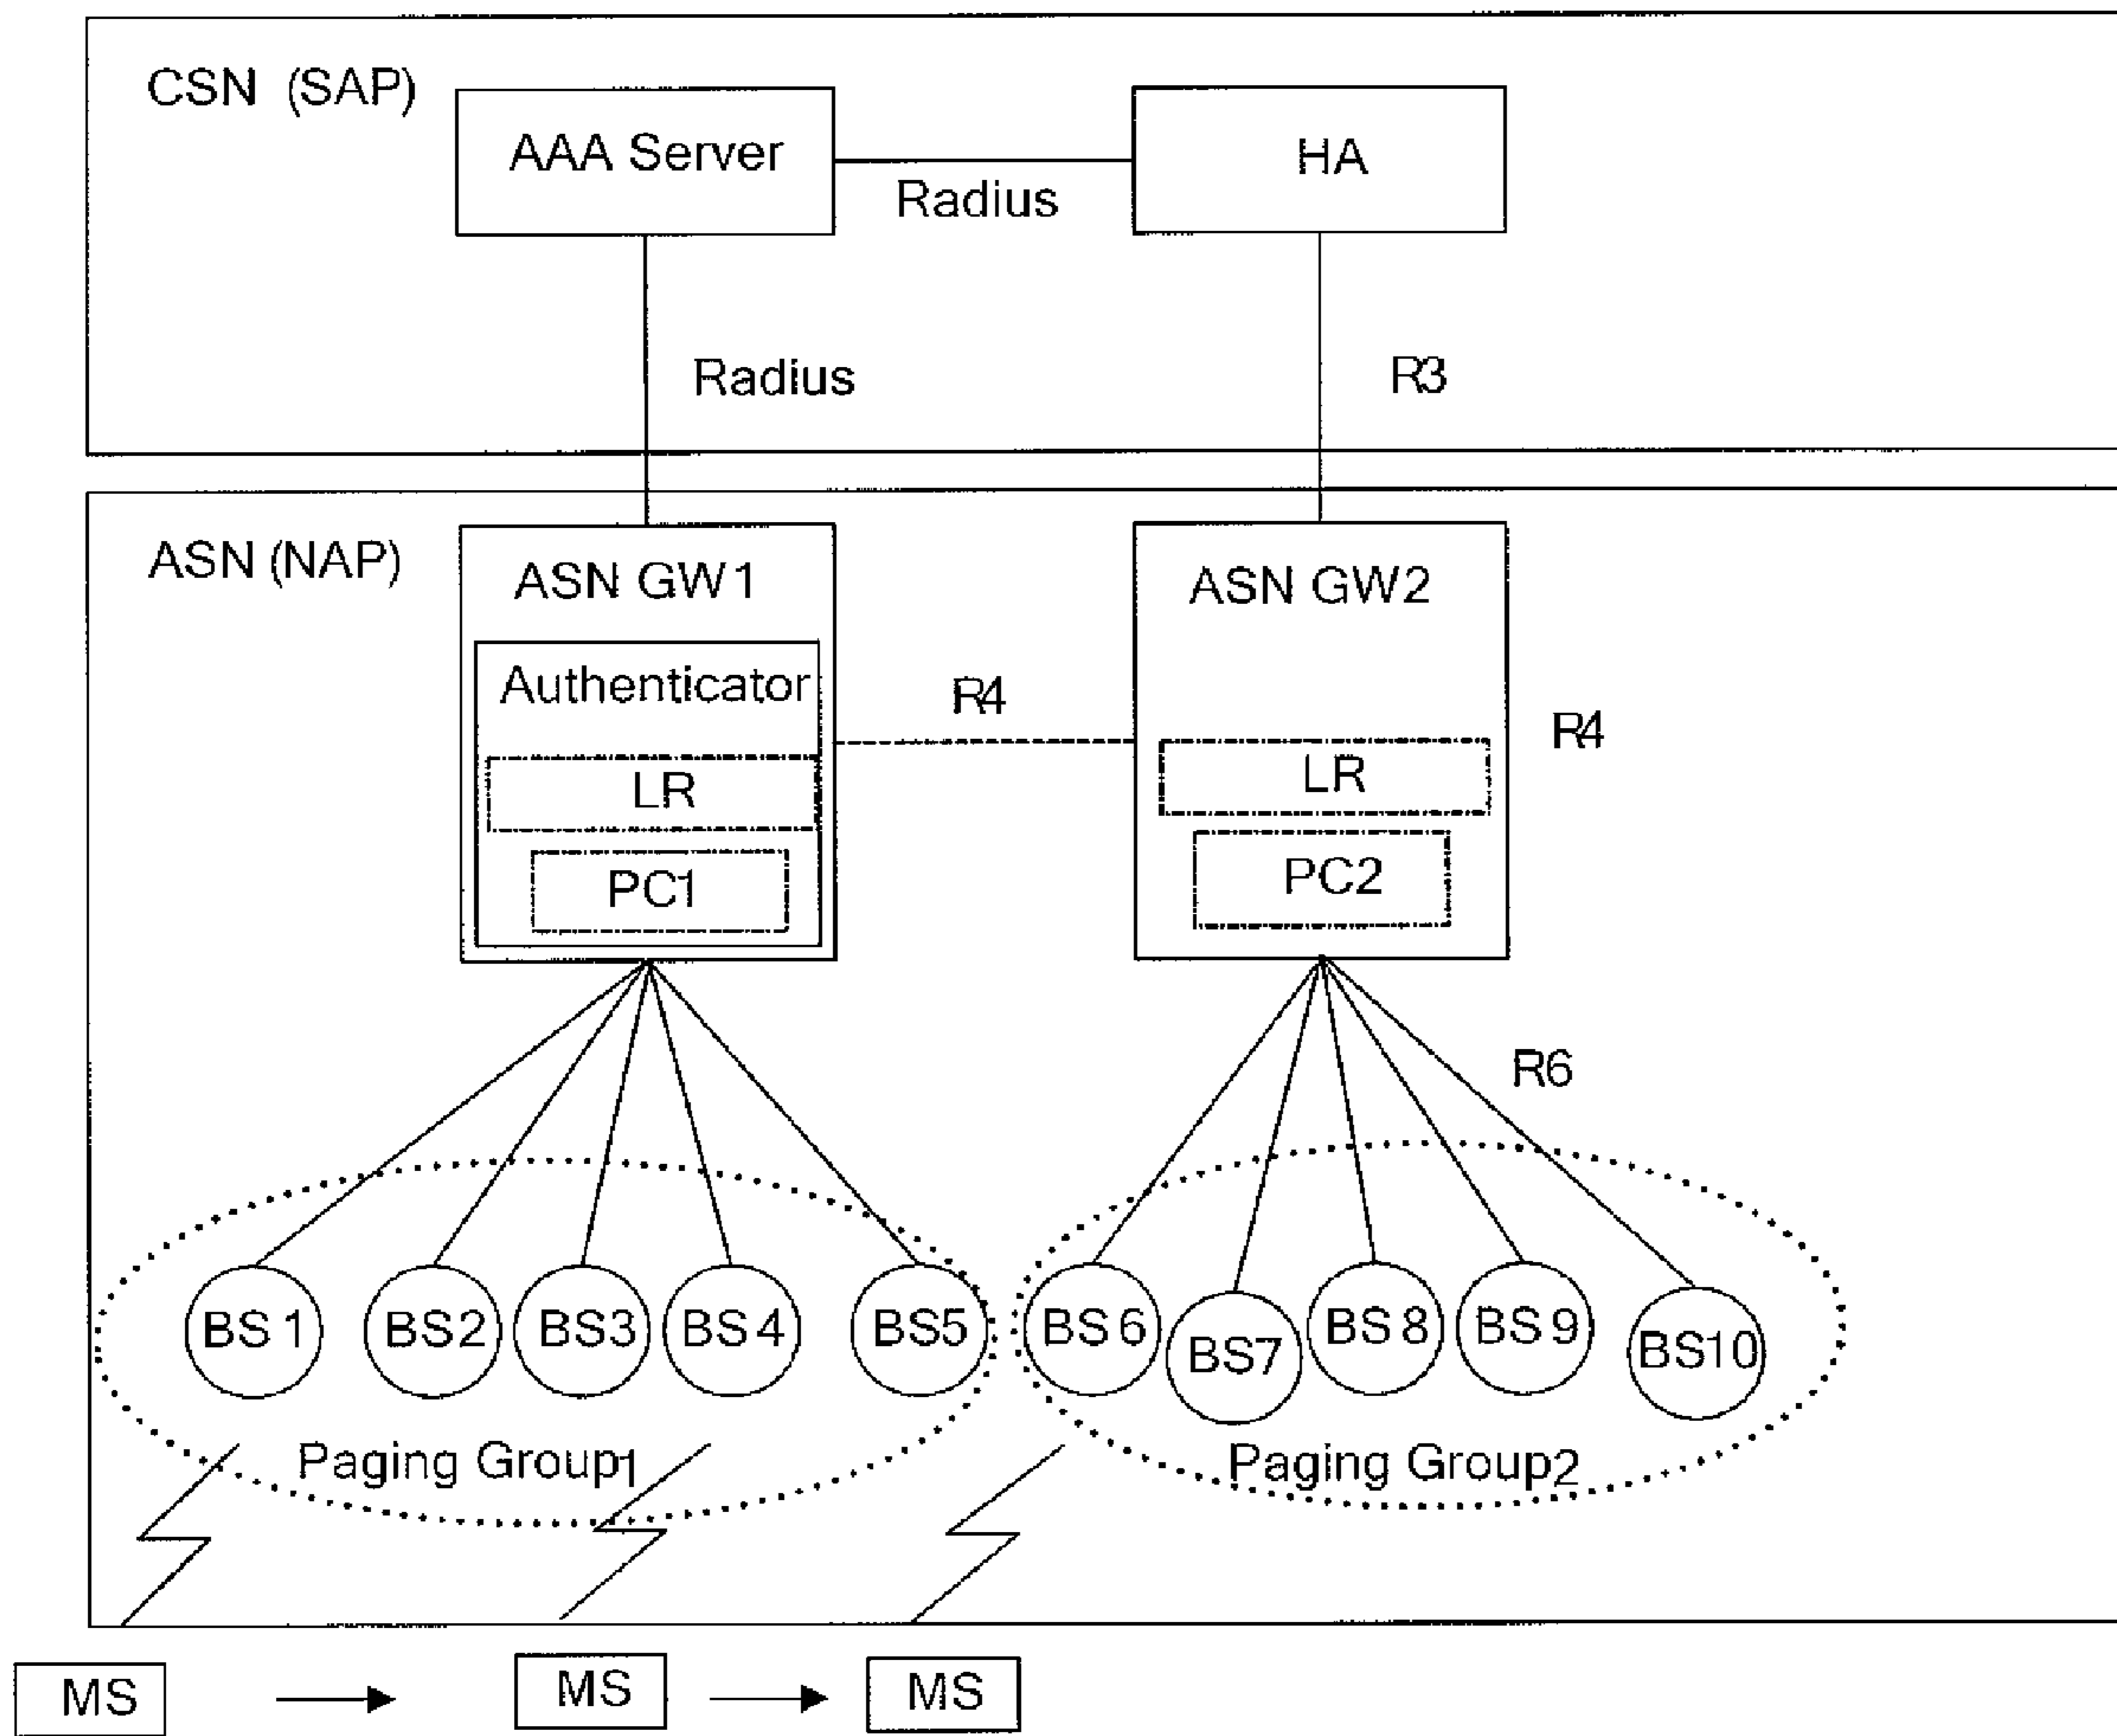 CSN (SAP)
AAA Server
HA
Radius
Radius
R3
ASN (NAP)
ASN GW1
ASN GW2
Authenticator
R4
R4
LR
LR
PC1
PC2
R6
BS1
BS2
BS3
BS4
BS5
BS6
BS7
BS8
BS9
BS10
Paging Group1
Paging Group2
MS
MS
MS